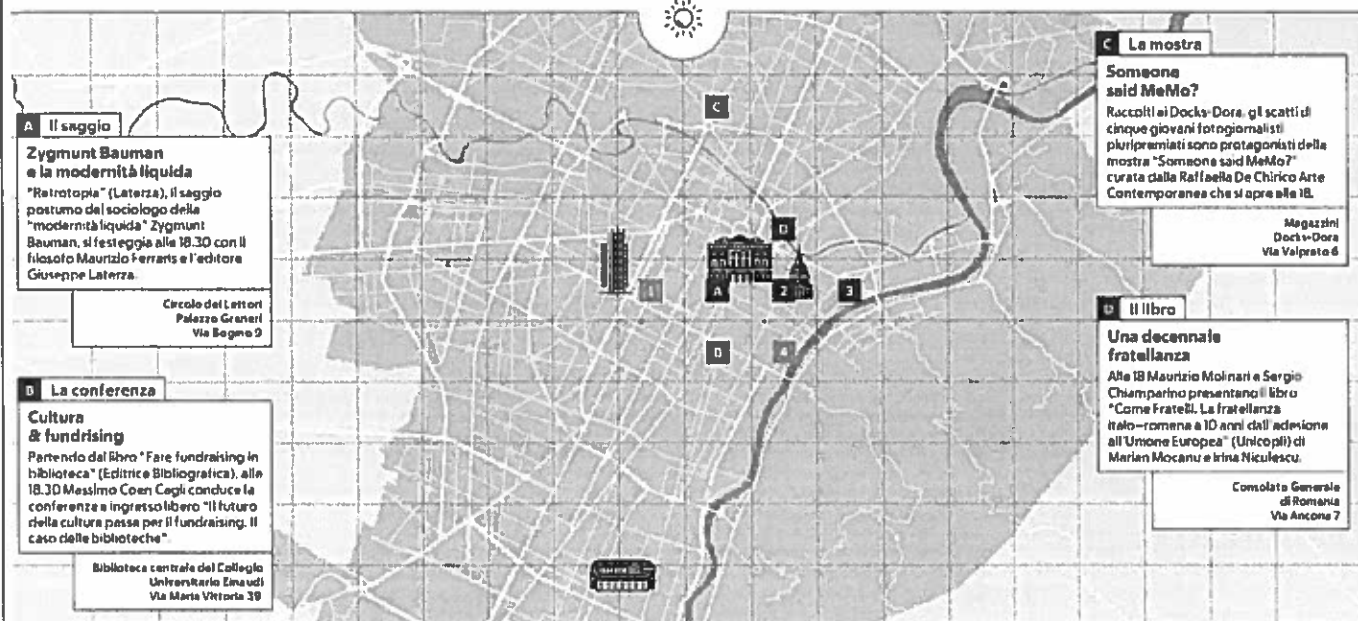 A Il saggio
Zygmunt Bauman
e la modernità liquida
"Retrotopia" (Laterza), il saggio
postumo del sociologo della
"modernità liquida" Zygmunt
Bauman, si festeggia alle 18.30 con il
filosofo Maurizio Ferraris e l'editore
Giuseppe Laterza.
Circolo dei Lettori
Palazzo Graneri
Via Bogino 9
B La conferenza
Cultura
& fundrising
Partendo dal libro "Fare fundraising in
biblioteca" (Editrice Bibliografica), alle
18.30 Massimo Coen Cagli conduce la
conferenza a ingresso libero "Il futuro
della cultura passa per il fundraising. Il
caso delle biblioteche".
Biblioteca centrale del Collegio
Universitario Einaudi
Via Maria Vittoria 39
C
D
1
A
2
3
4
C La mostra
Someone
said MeMo?
Raccolti ai Docks-Dora, gli scatti di
cinque giovani fotogiornalisti
pluripremiati sono protagonisti della
mostra "Someone said MeMo?"
curata dalla Raffaella De Chirico Arte
Contemporanea che si apre alle 18.
Magazzini
Docks-Dora
Via Valprato 6
D Il libro
Una decennale
fratellanza
Alle 18 Maurizio Molinari e Sergio
Chiamparino presentano il libro
"Come Fratelli. La fratellanza
italo-romena a 10 anni dall'adesione
all'Unione Europea" (Unicopli) di
Marian Mocanu e Irina Niculescu.
Consolato Generale
di Romania
Via Ancona 7